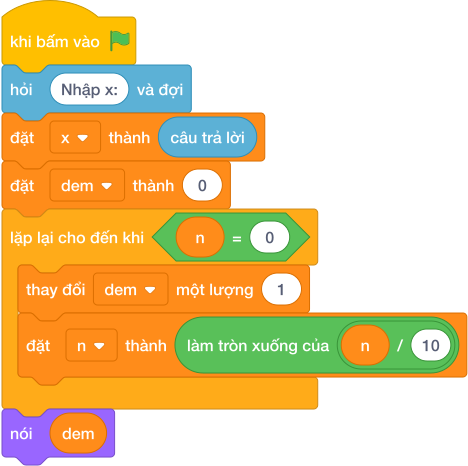 khi bấm vào
hỏi Nhập x: và đợi
đặt x thành câu trả lời
đặt dem thành 0
lặp lại cho đến khi n = 0
thay đổi dem một lượng 1
đặt n thành làm tròn xuống của n / 10
nói dem